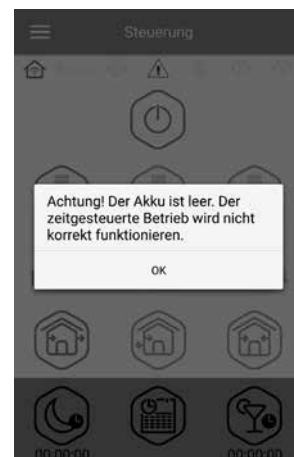 Steuerung
Achtung! Der Akku ist leer. Der
zeitgesteuerte Betrieb wird nicht
korrekt funktionieren.
OK
00:00:00
00:00:00